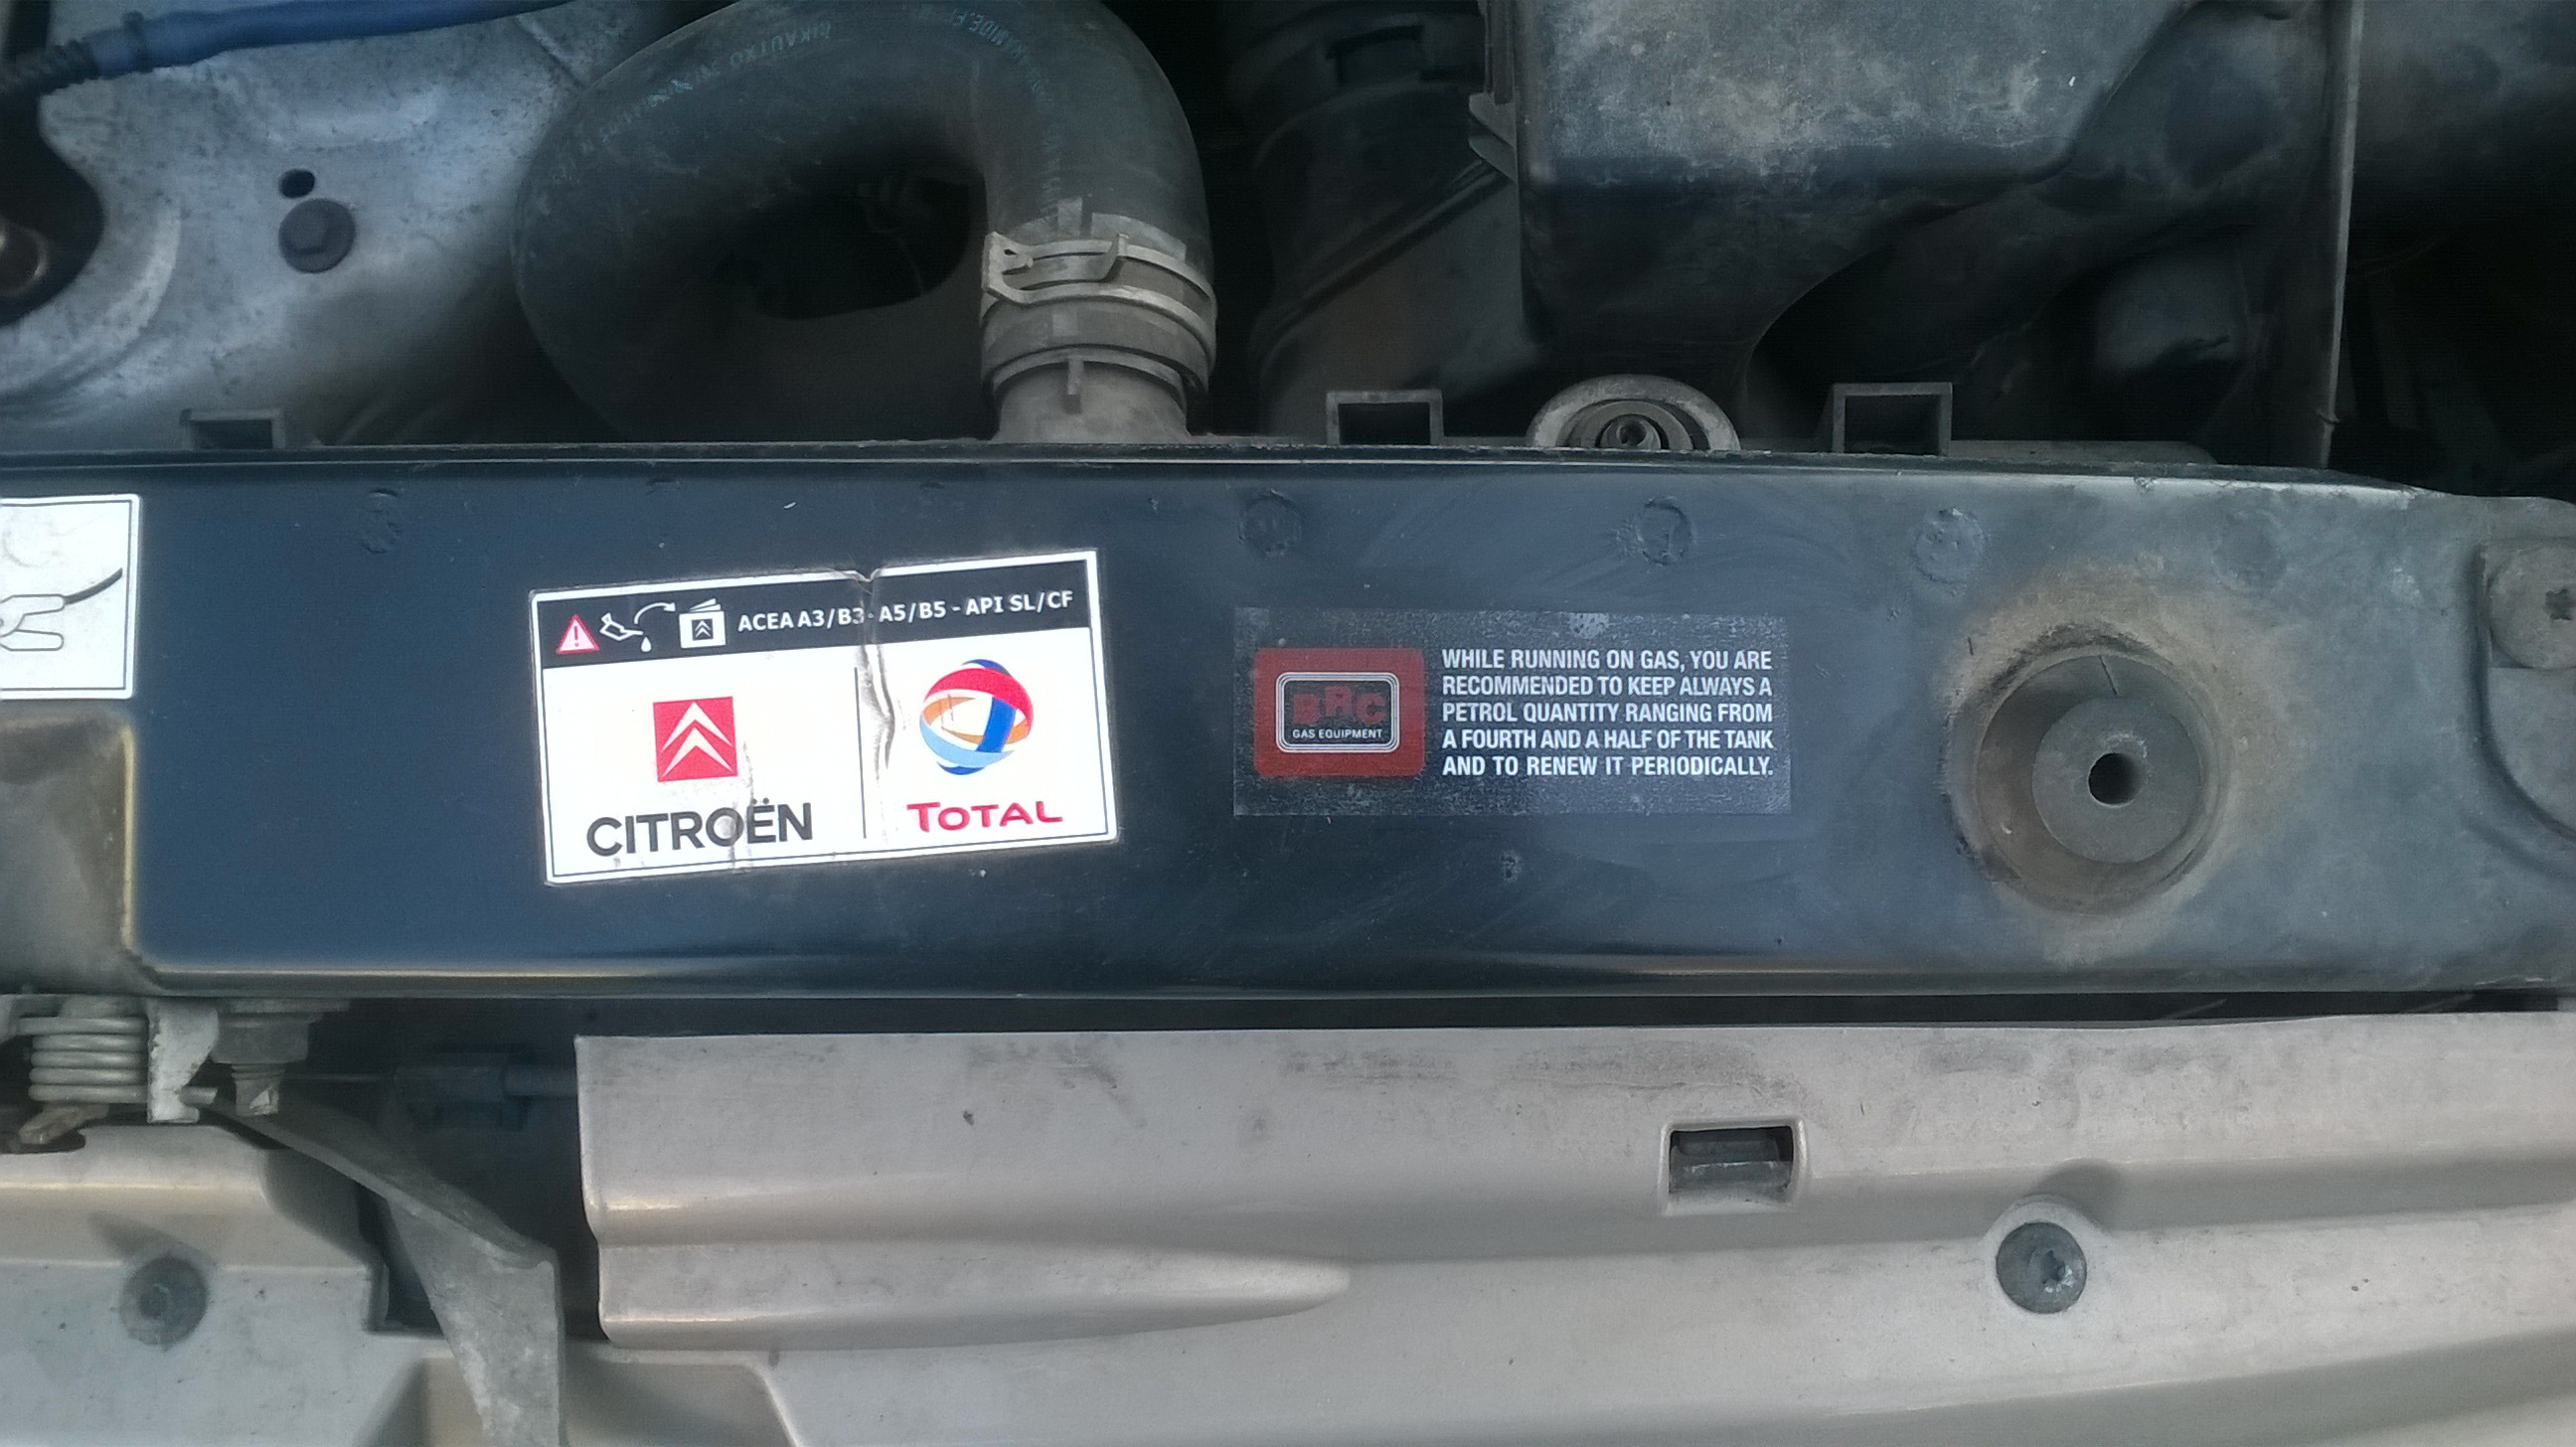 CIKAUTXO
ACEA A3/B3 - A5/B5 - API SL/CF
CITROËN
TOTAL
BRC
GAS EQUIPMENT
WHILE RUNNING ON GAS, YOU ARE
RECOMMENDED TO KEEP ALWAYS A
PETROL QUANTITY RANGING FROM
A FOURTH AND A HALF OF THE TANK
AND TO RENEW IT PERIODICALLY.